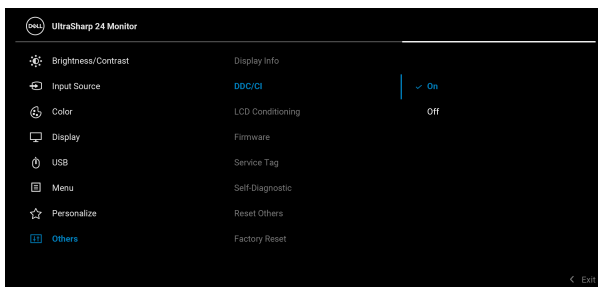 DELL UltraSharp 24 Monitor
Brightness/Contrast Display Info
Input Source DDC/CI ✓ On
Color LCD Conditioning Off
Display Firmware
USB Service Tag
Menu Self-Diagnostic
Personalize Reset Others
Others Factory Reset
< Exit